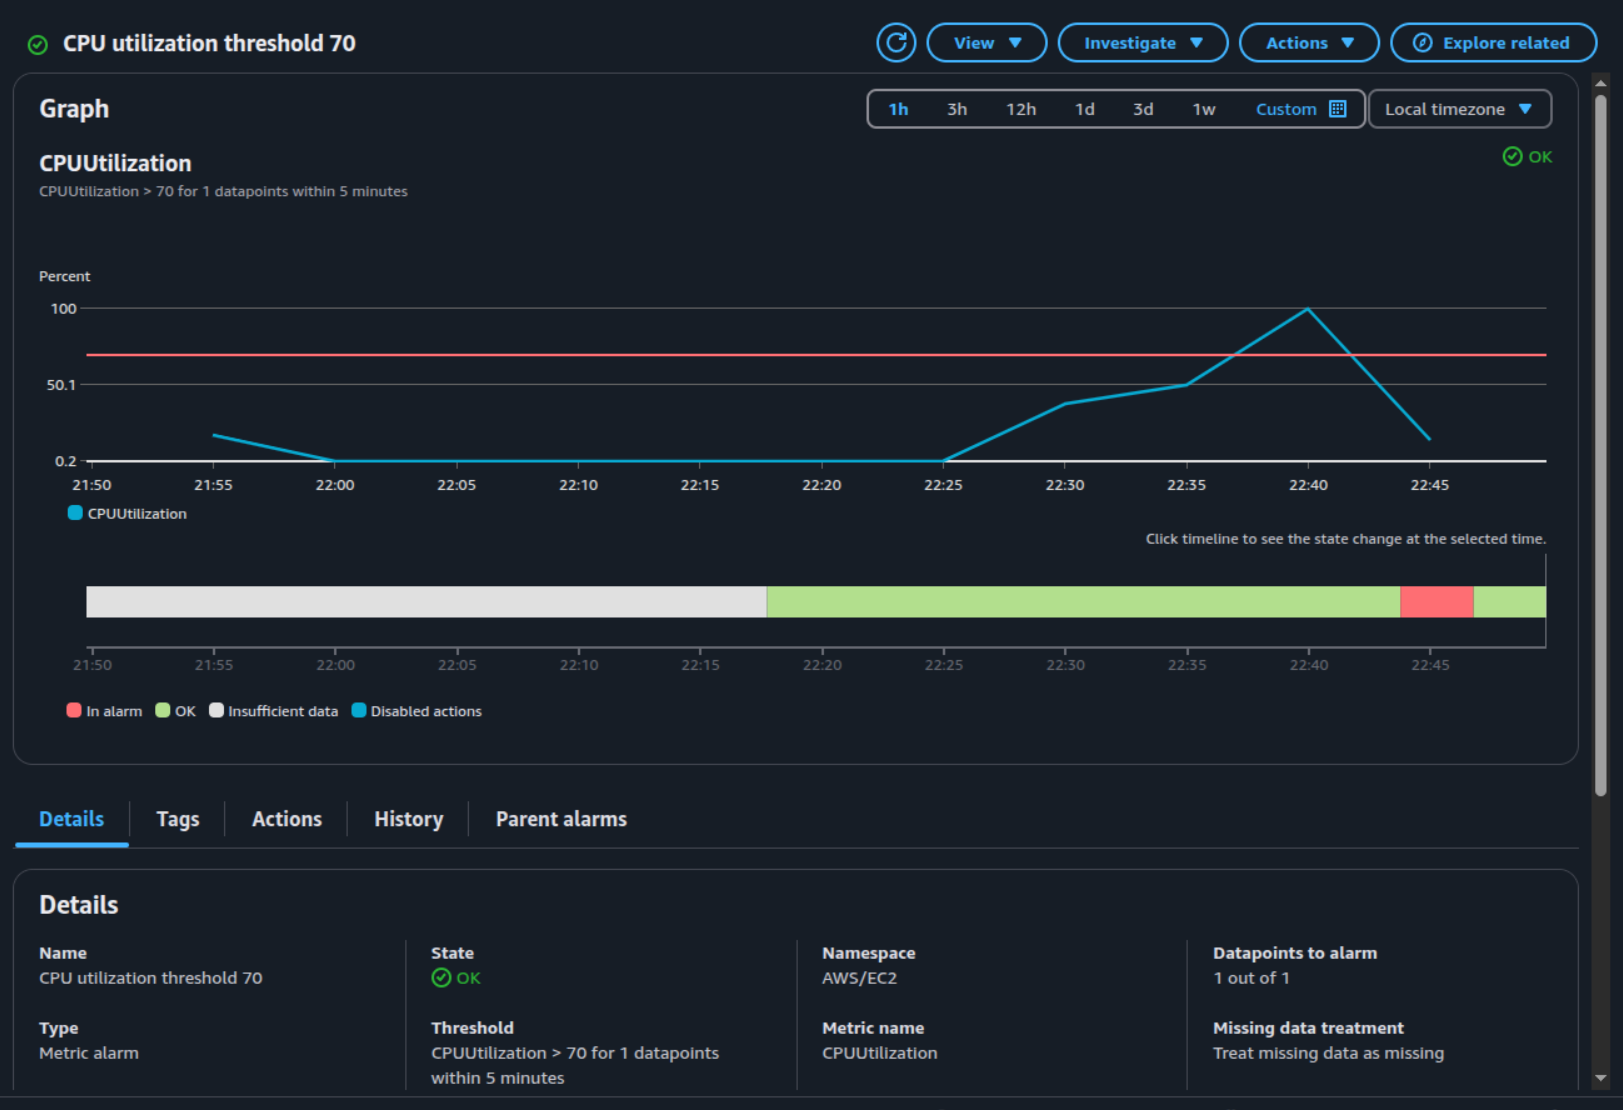 CPU utilization threshold 70
View
Investigate
Actions
Explore related
Graph
1h 3h 12h 1d 3d 1w Custom
Local timezone
CPUUtilization
OK
CPUUtilization > 70 for 1 datapoints within 5 minutes
Percent
100
50.1
0.2
21:50 21:55 22:00 22:05 22:10 22:15 22:20 22:25 22:30 22:35 22:40 22:45
CPUUtilization
Click timeline to see the state change at the selected time.
21:50 21:55 22:00 22:05 22:10 22:15 22:20 22:25 22:30 22:35 22:40 22:45
In alarm OK Insufficient data Disabled actions
Details Tags Actions History Parent alarms
Details
Name
CPU utilization threshold 70
Type
Metric alarm
State
OK
Threshold
CPUUtilization > 70 for 1 datapoints
within 5 minutes
Namespace
AWS/EC2
Metric name
CPUUtilization
Datapoints to alarm
1 out of 1
Missing data treatment
Treat missing data as missing